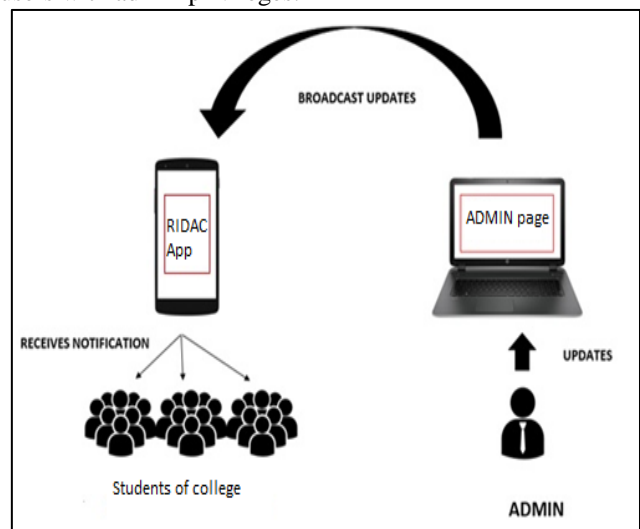 BROADCAST UPDATES
RIDAC
App
ADMIN page
RECEIVES NOTIFICATION
UPDATES
Students of college
ADMIN